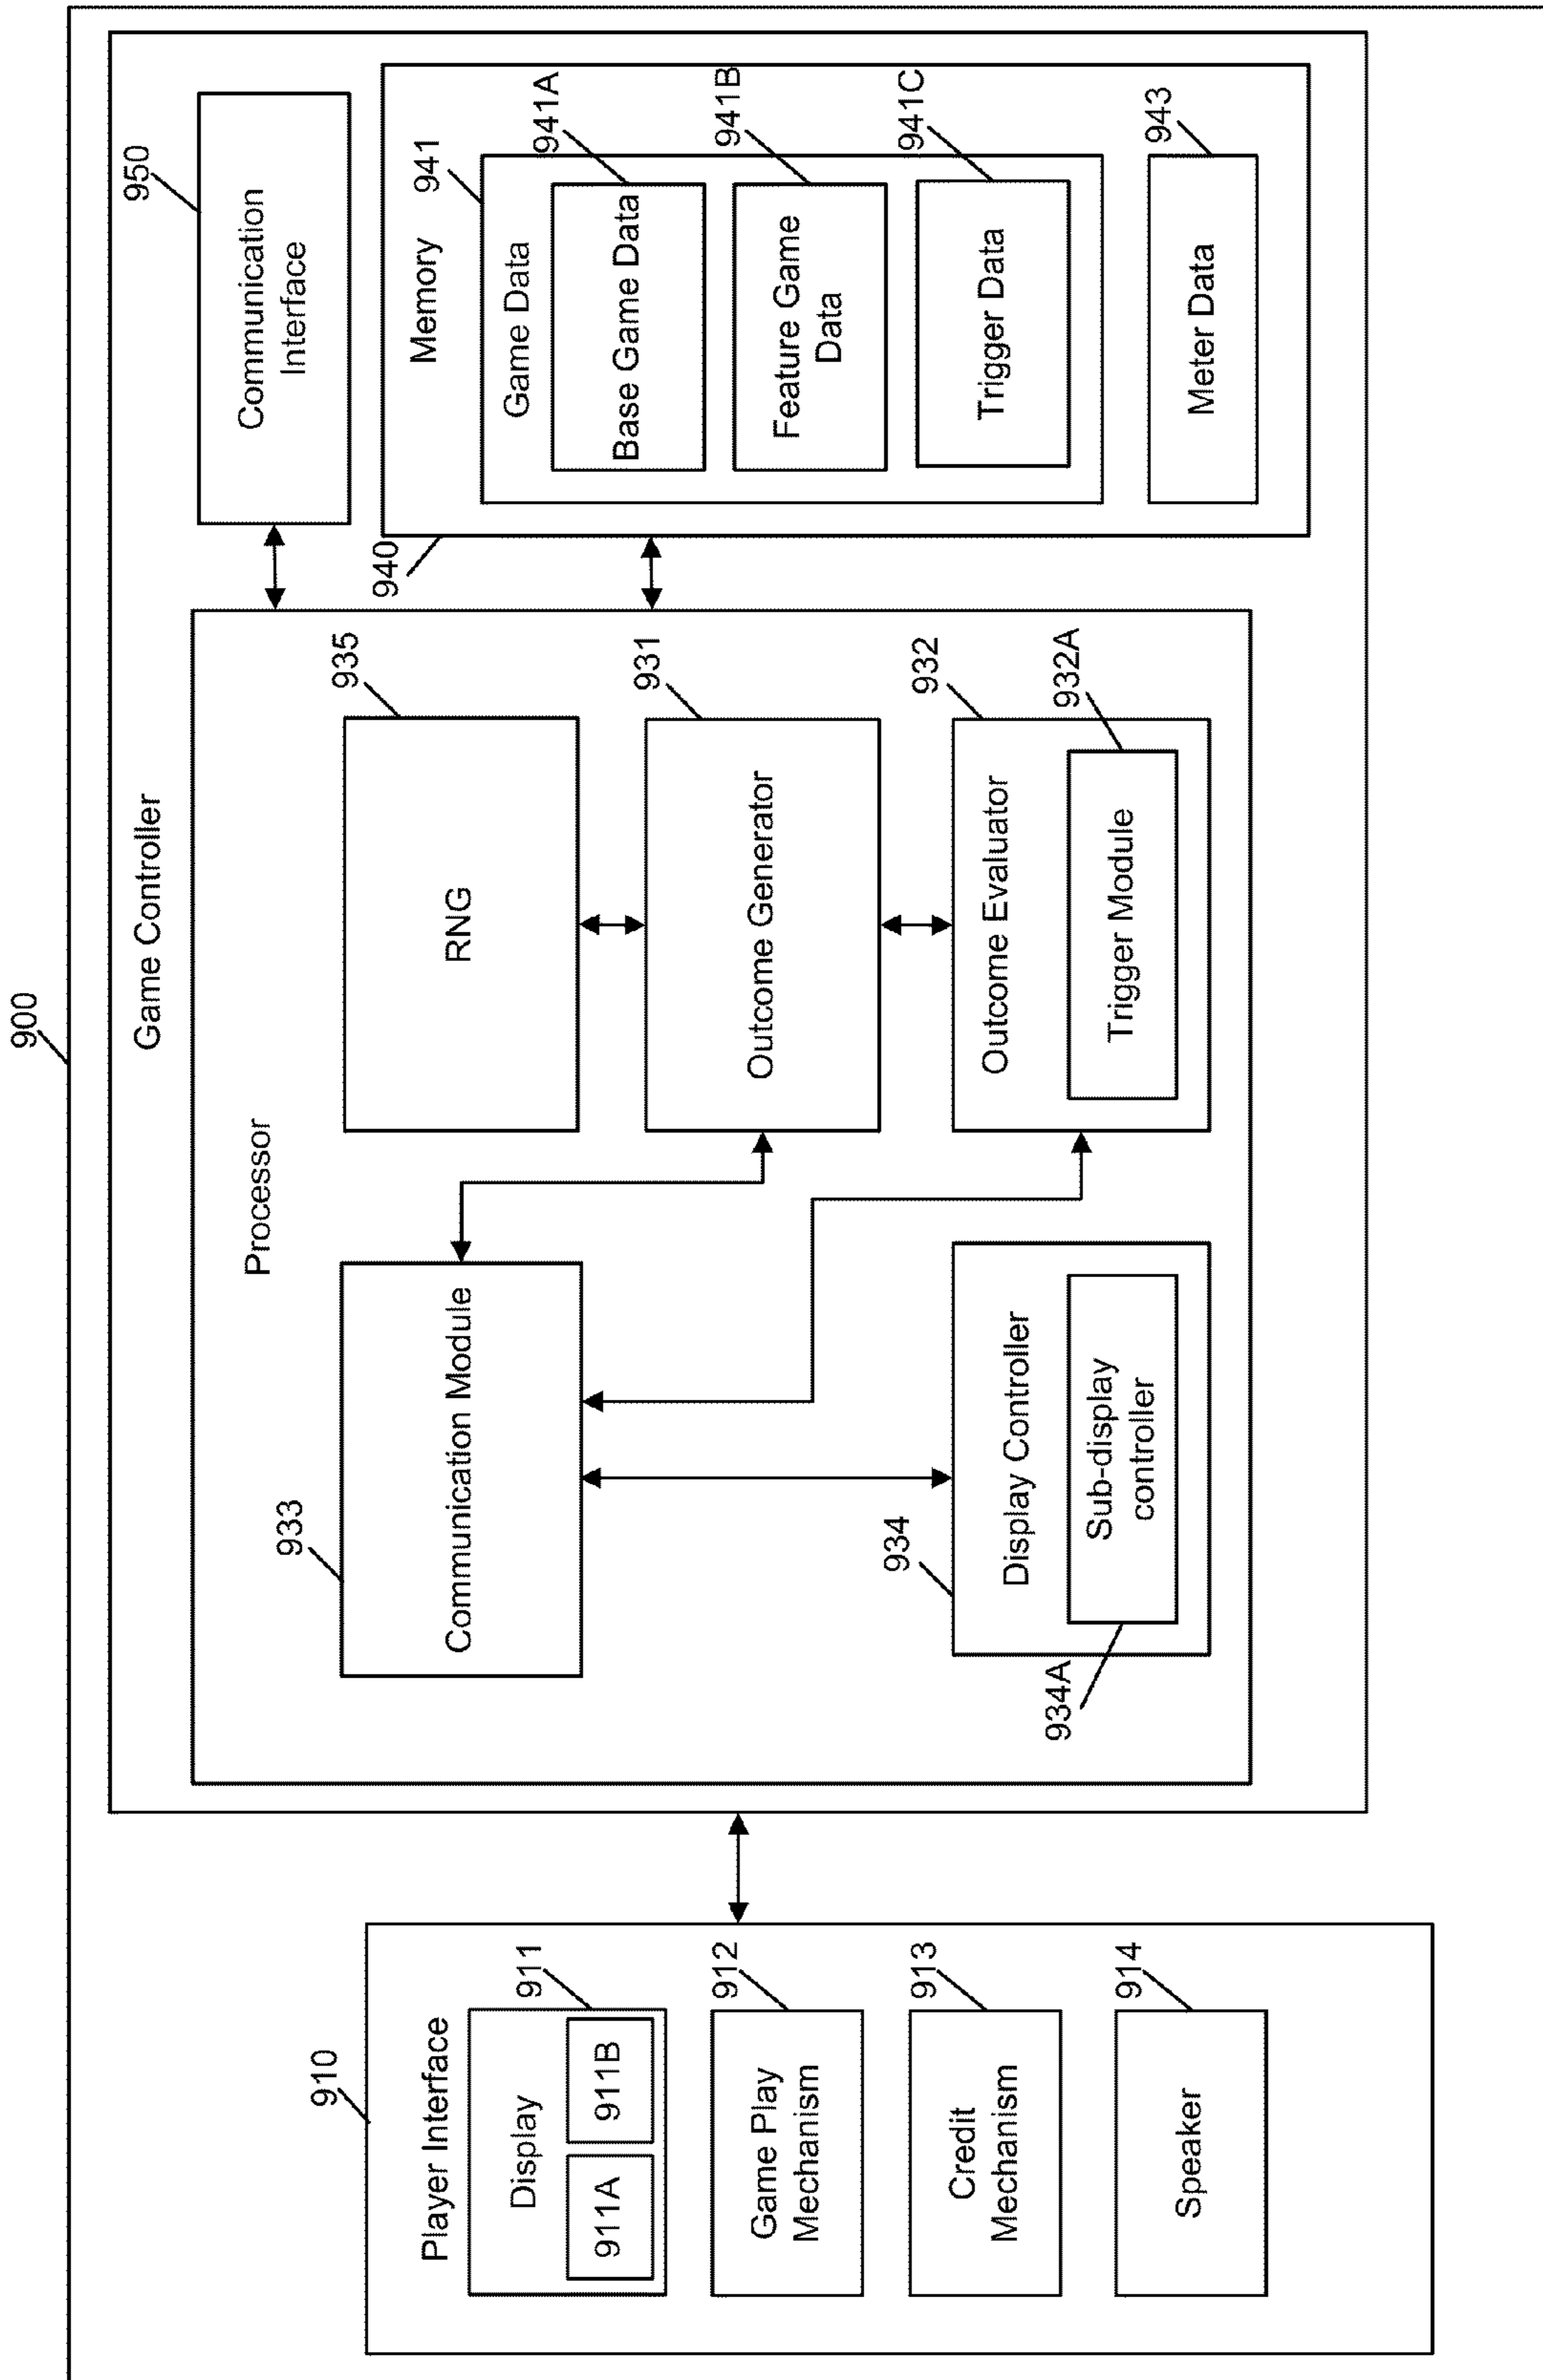 900
910
Player Interface
911
Display
911A
911B
912
Game Play
Mechanism
913
Credit
Mechanism
914
Speaker
Game Controller
Processor
933
Communication Module
935
RNG
931
Outcome Generator
932
Outcome Evaluator
932A
Trigger Module
934
Display Controller
934A
Sub-display
controller
950
Communication
Interface
940
Memory
941
Game Data
941A
Base Game Data
941B
Feature Game
Data
941C
Trigger Data
943
Meter Data